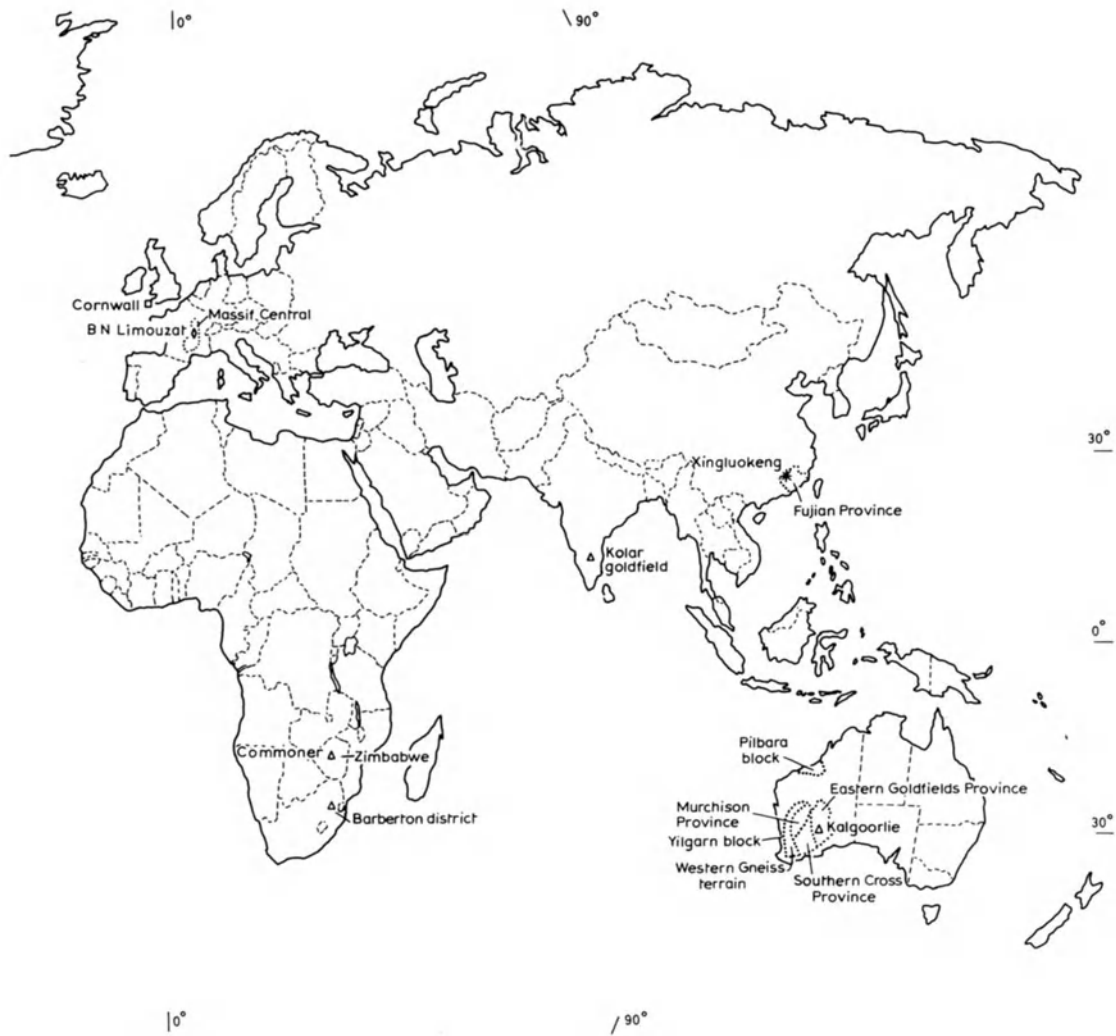 0°
90°
Cornwall
Massif Central
BN Limouzat
30°
Xingluokeng
Fujian Province
Kolar
goldfield
0°
Commoner
Zimbabwe
Barberton district
Pilbara
block
Eastern Goldfields Province
Murchison
Province
Kalgoorlie
Yilgarn block
30°
Western Gneiss
terrain
Southern Cross
Province
0°
90°